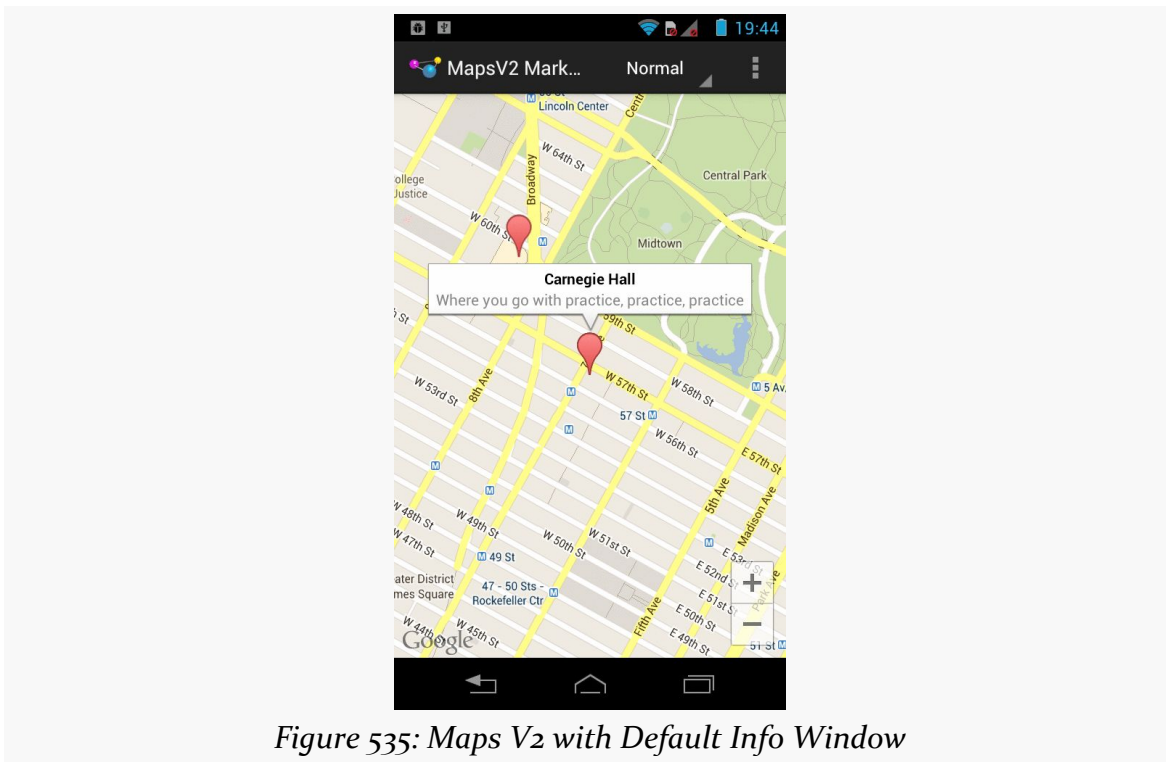 19:44
MapsV2 Mark...
Normal
Lincoln Center
W 64th St
Broadway
Central Park
ollege
Justice
W 60th St
Midtown
Carnegie Hall
Where you go with practice, practice, practice
59th St
W 53rd St
8th Ave
W 57th St
W 58th St
M 5 Av
57 St M
W 56th St
E 57th St
5th Ave
Madison Ave
W 48th St
W 49th St
W 47th St
W 50th St
W 51st St
M 49 St
E 53rd St
E 52nd St
ater District
mes Square
47 - 50 Sts -
Rockefeller Ctr
E 51st St
Park Ave
E 50th St
Fifth Ave
W 44th
W 45th St
E 49th St
51 St M
Google
Figure 535: Maps V2 with Default Info Window